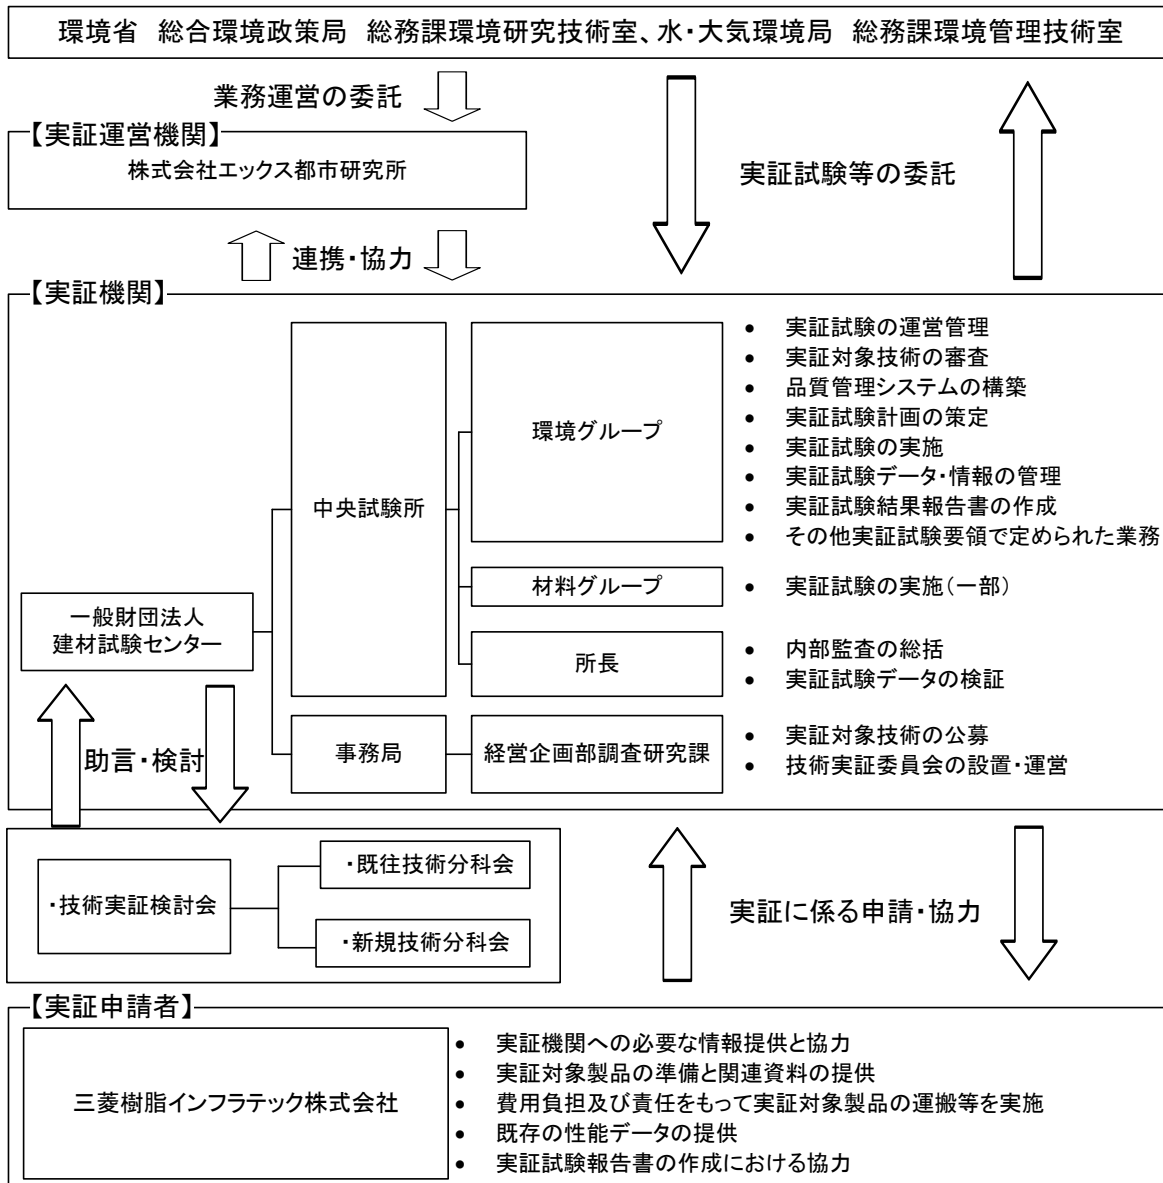 環境省　総合環境政策局　総務課環境研究技術室、水・大気環境局　総務課環境管理技術室
業務運営の委託
【実証運営機関】
株式会社エックス都市研究所
実証試験等の委託
連携・協力
【実証機関】
一般財団法人
建材試験センター
中央試験所
環境グループ
• 実証試験の運営管理
• 実証対象技術の審査
• 品質管理システムの構築
• 実証試験計画の策定
• 実証試験の実施
• 実証試験データ・情報の管理
• 実証試験結果報告書の作成
• その他実証試験要領で定められた業務
材料グループ
• 実証試験の実施(一部)
所長
• 内部監査の総括
• 実証試験データの検証
事務局
経営企画部調査研究課
• 実証対象技術の公募
• 技術実証委員会の設置・運営
助言・検討
・技術実証検討会
・既往技術分科会
・新規技術分科会
実証に係る申請・協力
【実証申請者】
三菱樹脂インフラテック株式会社
• 実証機関への必要な情報提供と協力
• 実証対象製品の準備と関連資料の提供
• 費用負担及び責任をもって実証対象製品の運搬等を実施
• 既存の性能データの提供
• 実証試験報告書の作成における協力